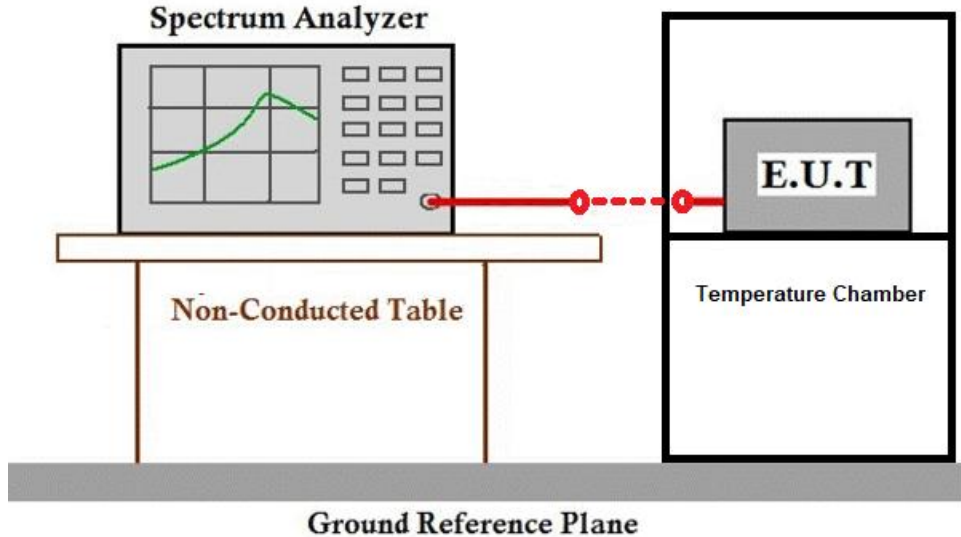 Spectrum Analyzer
E.U.T
Temperature Chamber
Non-Conducted Table
Ground Reference Plane